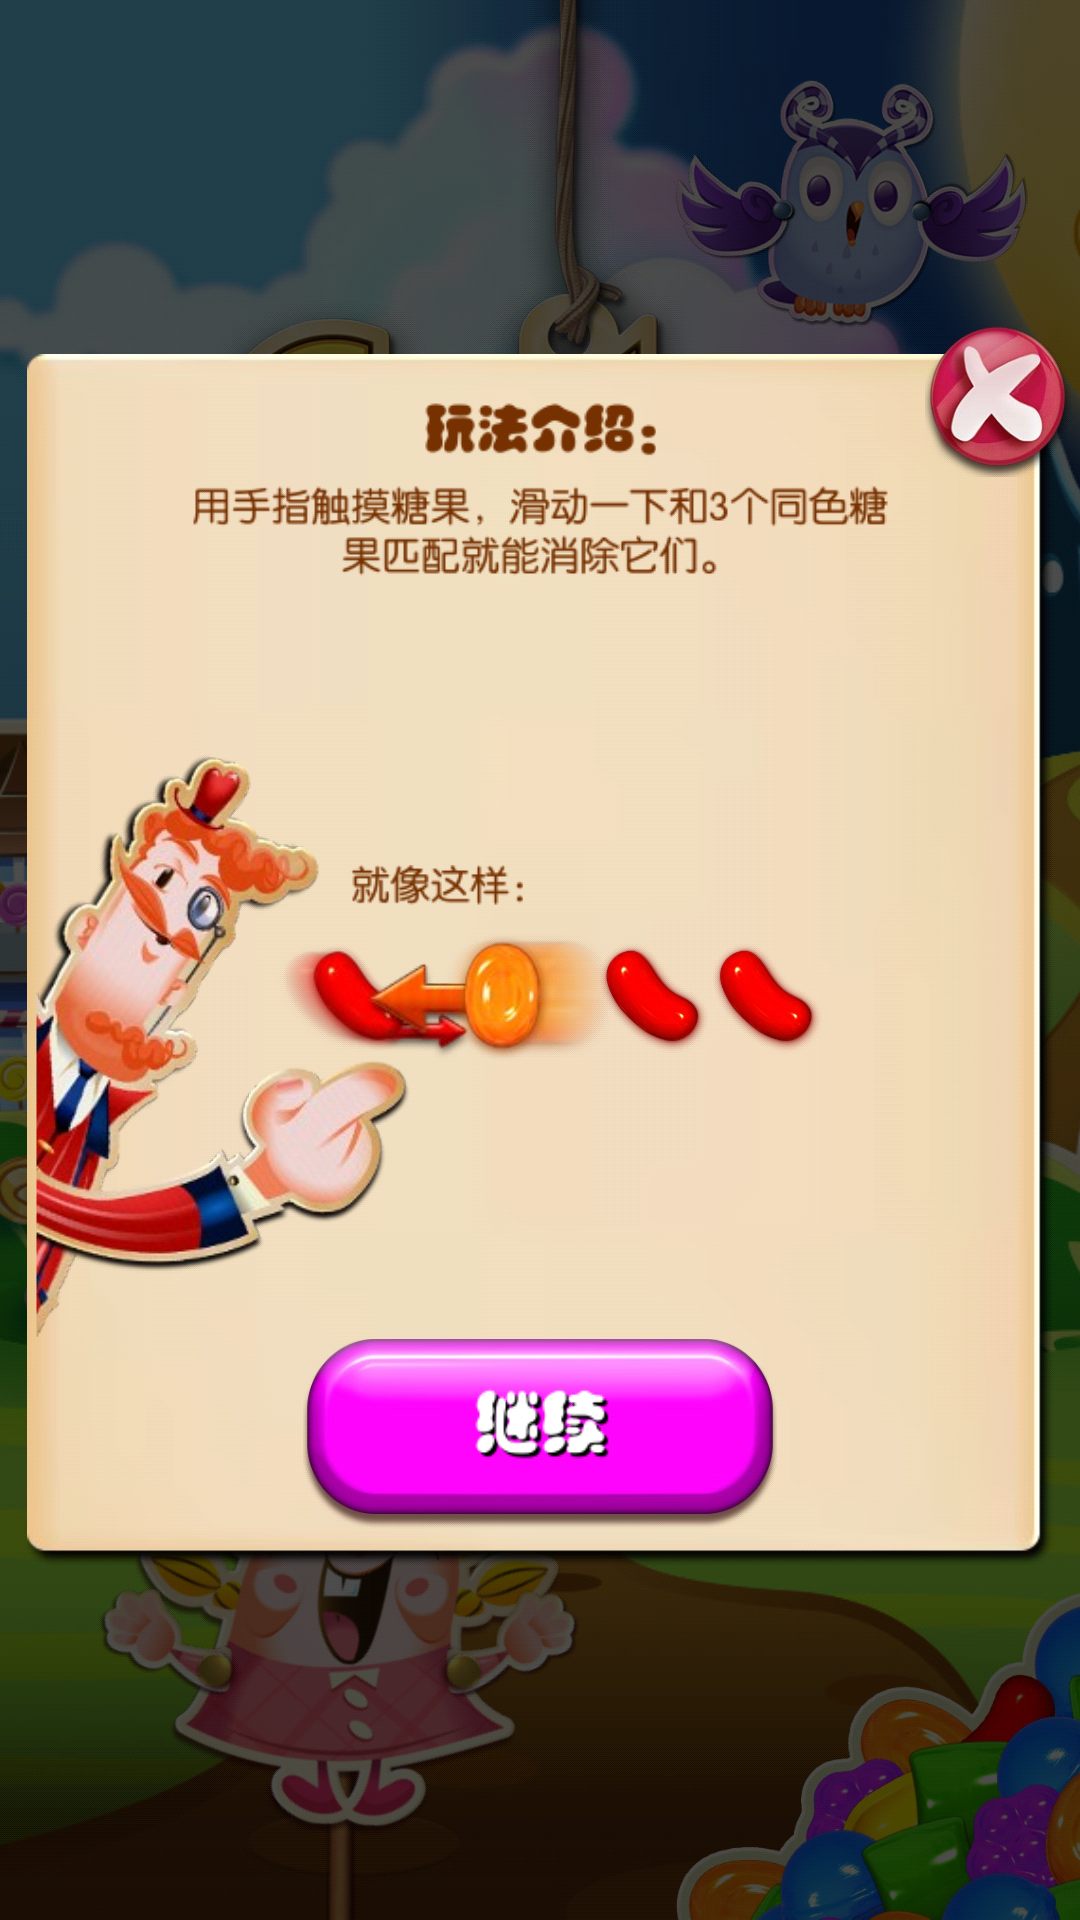 玩法介绍：
用手指触摸糖果，滑动一下和3个同色糖
果匹配就能消除它们。
就像这样：
继续